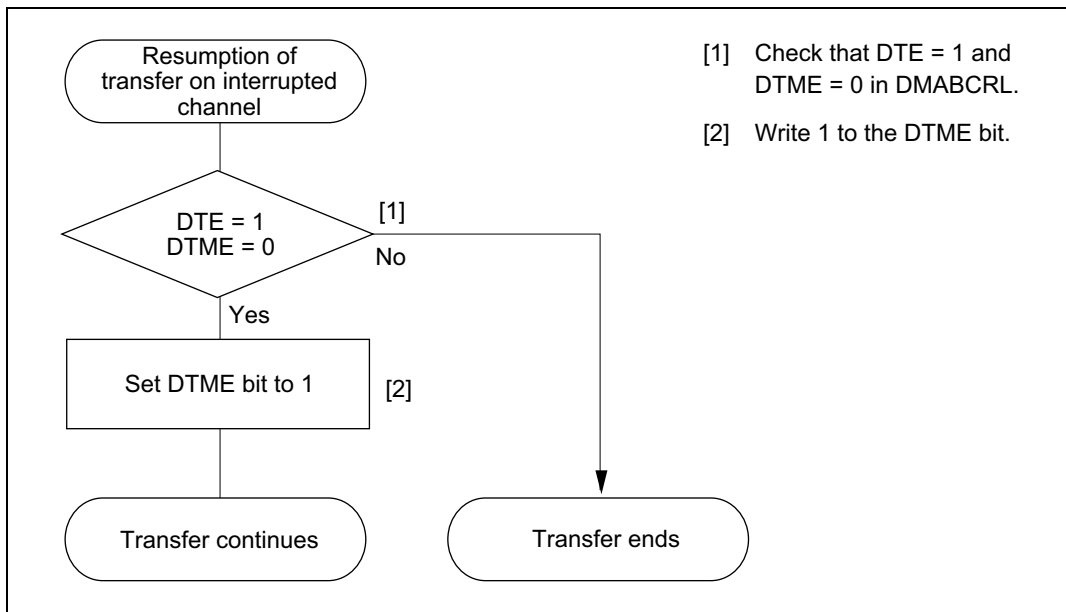 Resumption of
transfer on interrupted
channel
DTE = 1
DTME = 0
[1]
No
Yes
Set DTME bit to 1
[2]
Transfer continues
Transfer ends
[1] Check that DTE = 1 and
DTME = 0 in DMABCRL.
[2] Write 1 to the DTME bit.